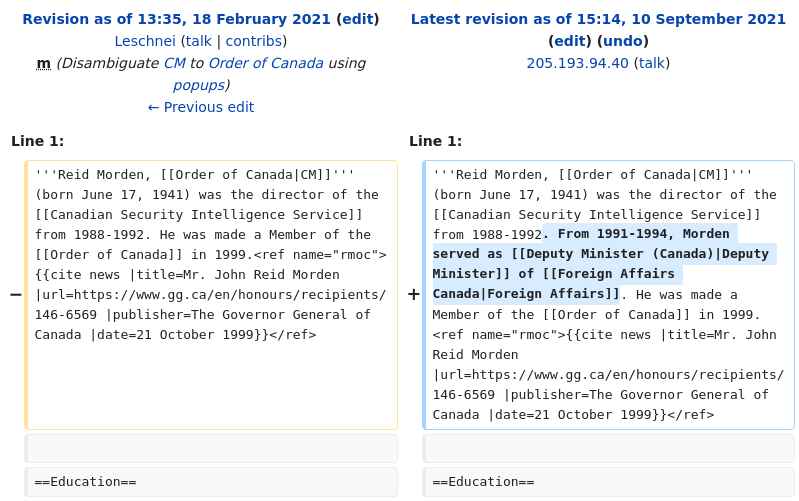 Revision as of 13:35, 18 February 2021 (edit)
Leschnei (talk | contribs)
m (Disambiguate CM to Order of Canada using
popups)
← Previous edit
Latest revision as of 15:14, 10 September 2021
(edit) (undo)
205.193.94.40 (talk)
Line 1:
Line 1:
−
'''Reid Morden, [[Order of Canada|CM]]'''
(born June 17, 1941) was the director of the
[[Canadian Security Intelligence Service]]
from 1988-1992. He was made a Member of the
[[Order of Canada]] in 1999.<ref name="rmoc">
{{cite news |title=Mr. John Reid Morden
|url=https://www.gg.ca/en/honours/recipients/
146-6569 |publisher=The Governor General of
Canada |date=21 October 1999}}</ref>
+
'''Reid Morden, [[Order of Canada|CM]]'''
(born June 17, 1941) was the director of the
[[Canadian Security Intelligence Service]]
from 1988-1992. From 1991-1994, Morden
served as [[Deputy Minister (Canada)|Deputy
Minister]] of [[Foreign Affairs
Canada|Foreign Affairs]]. He was made a
Member of the [[Order of Canada]] in 1999.
<ref name="rmoc">{{cite news |title=Mr. John
Reid Morden
|url=https://www.gg.ca/en/honours/recipients/
146-6569 |publisher=The Governor General of
Canada |date=21 October 1999}}</ref>
==Education==
==Education==